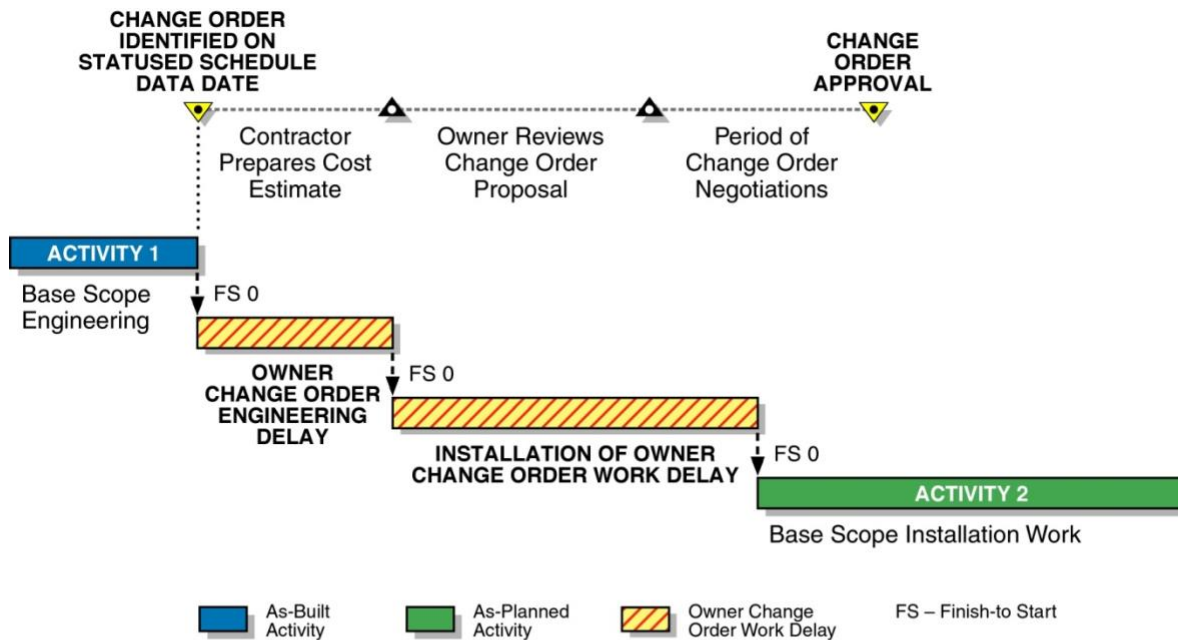 CHANGE ORDER
IDENTIFIED ON
STATUSED SCHEDULE
DATA DATE
CHANGE
ORDER
APPROVAL
Contractor
Prepares Cost
Estimate
Owner Reviews
Change Order
Proposal
Period of
Change Order
Negotiations
ACTIVITY 1
Base Scope
Engineering
FS 0
OWNER
CHANGE ORDER
ENGINEERING
DELAY
FS 0
INSTALLATION OF OWNER
CHANGE ORDER WORK DELAY
FS 0
ACTIVITY 2
Base Scope Installation Work
As-Built
Activity
As-Planned
Activity
Owner Change
Order Work Delay
FS – Finish-to Start